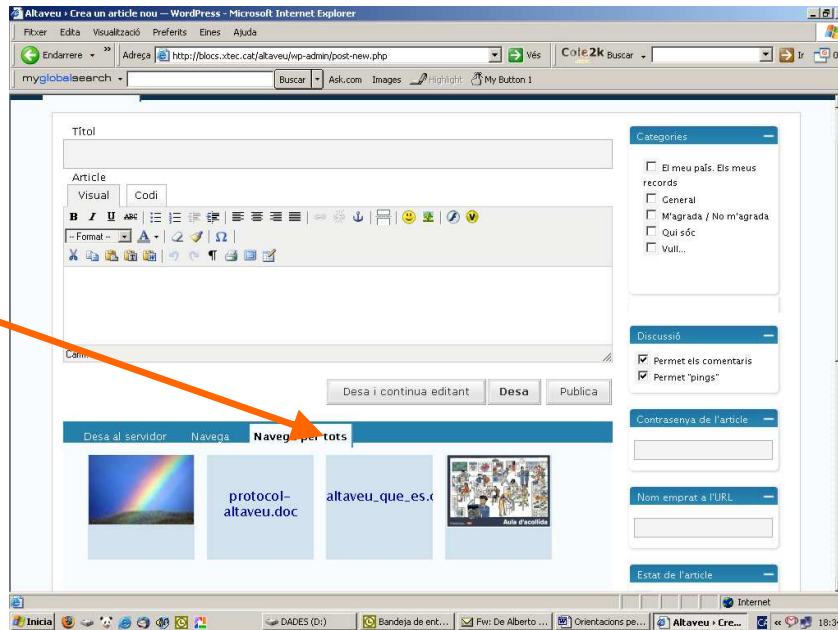 Altaveu › Crea un article nou — WordPress - Microsoft Internet Explorer
Fitxer Edita Visualització Preferits Eines Ajuda
Endarrere Adreça http://blocs.xtec.cat/altaveu/wp-admin/post-new.php Vés Buscar Ir
myglobalsearch Buscar Ask.com Images Highlight My Button 1
Títol
Article
Visual Codi
B I U ABC
-- Format -- A Ω
Desa i continua editant Desa Publica
Desa al servidor Navega Navega per tots
protocol-
altaveu.doc
altaveu_que_es.
Aula d'acollida
Categories
El meu país. Els meus
records
General
M'agrada / No m'agrada
Qui sóc
Vull...
Discussió
Permet els comentaris
Permet "pings"
Contrasenya de l'article
Nom emprat a l'URL
Estat de l'article
Internet
Inicia DADES (D:) Bandeja de ent... Fw: De Alberto ... Orientacions pe... Altaveu › Cre...